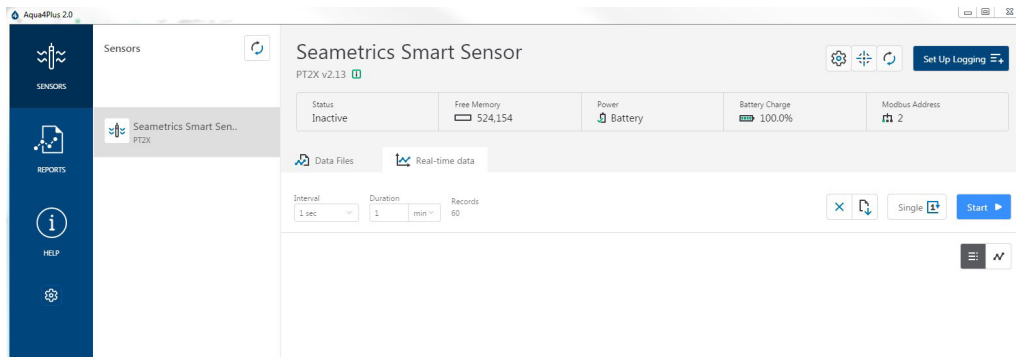 Aqua4Plus 2.0
SENSORS
REPORTS
HELP
Sensors
Seametrics Smart Sen..
PT2X
Seametrics Smart Sensor
PT2X v2.13
Set Up Logging
Status
Inactive
Free Memory
524,154
Power
Battery
Battery Charge
100.0%
Modbus Address
2
Data Files
Real-time data
Interval
1 sec
Duration
1 min
Records
60
Single
Start